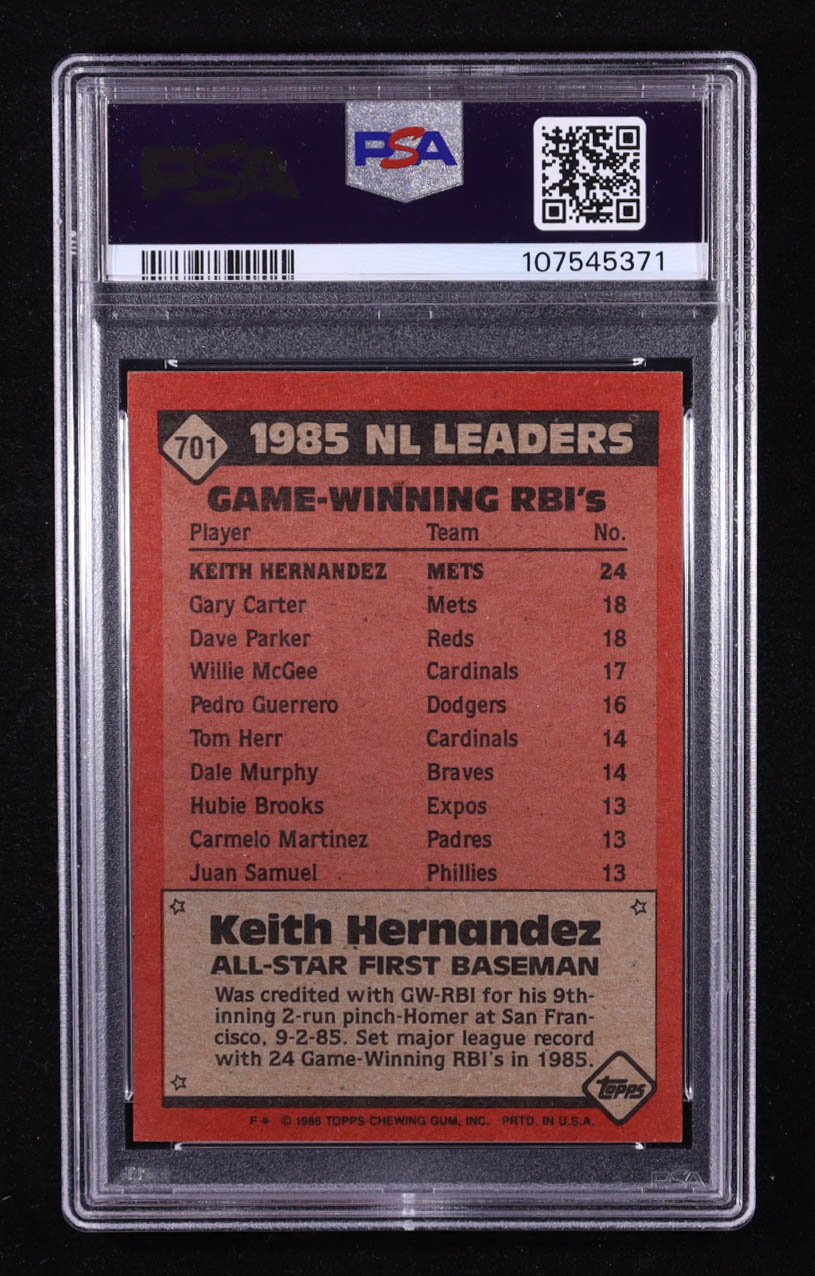 PSA
PSA
107545371
701 1985 NL LEADERS
GAME-WINNING RBI's
Player Team No.
KEITH HERNANDEZ METS 24
Gary Carter Mets 18
Dave Parker Reds 18
Willie McGee Cardinals 17
Pedro Guerrero Dodgers 16
Tom Herr Cardinals 14
Dale Murphy Braves 14
Hubie Brooks Expos 13
Carmelo Martinez Padres 13
Juan Samuel Phillies 13
Keith Hernandez
ALL-STAR FIRST BASEMAN
Was credited with GW-RBI for his 9th-
inning 2-run pinch-Homer at San Fran-
cisco, 9-2-85. Set major league record
with 24 Game-Winning RBI's in 1985.
topps
F * © 1986 TOPPS CHEWING GUM, INC. PRTD. IN U.S.A.
PSA